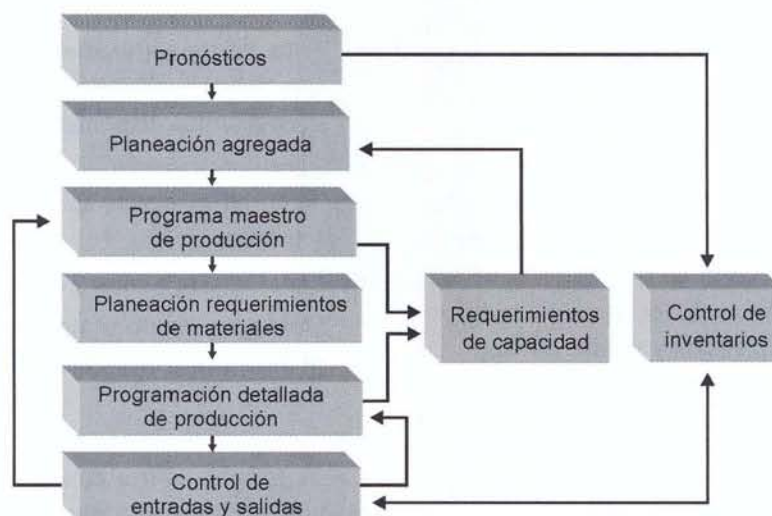 Pronósticos
Planeación agregada
Programa maestro
de producción
Planeación requerimientos
de materiales
Programación detallada
de producción
Control de
entradas y salidas
Requerimientos
de capacidad
Control de
inventarios